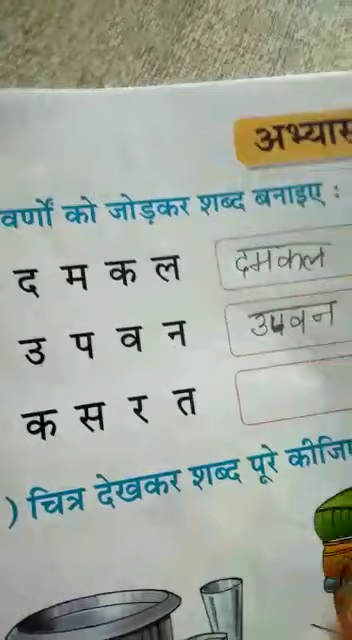 अभ्यास
वर्णों को जोड़कर शब्द बनाइए :
द म क ल दमकल
उ प व न उपवन
क स र त
) चित्र देखकर शब्द पूरे कीजिए